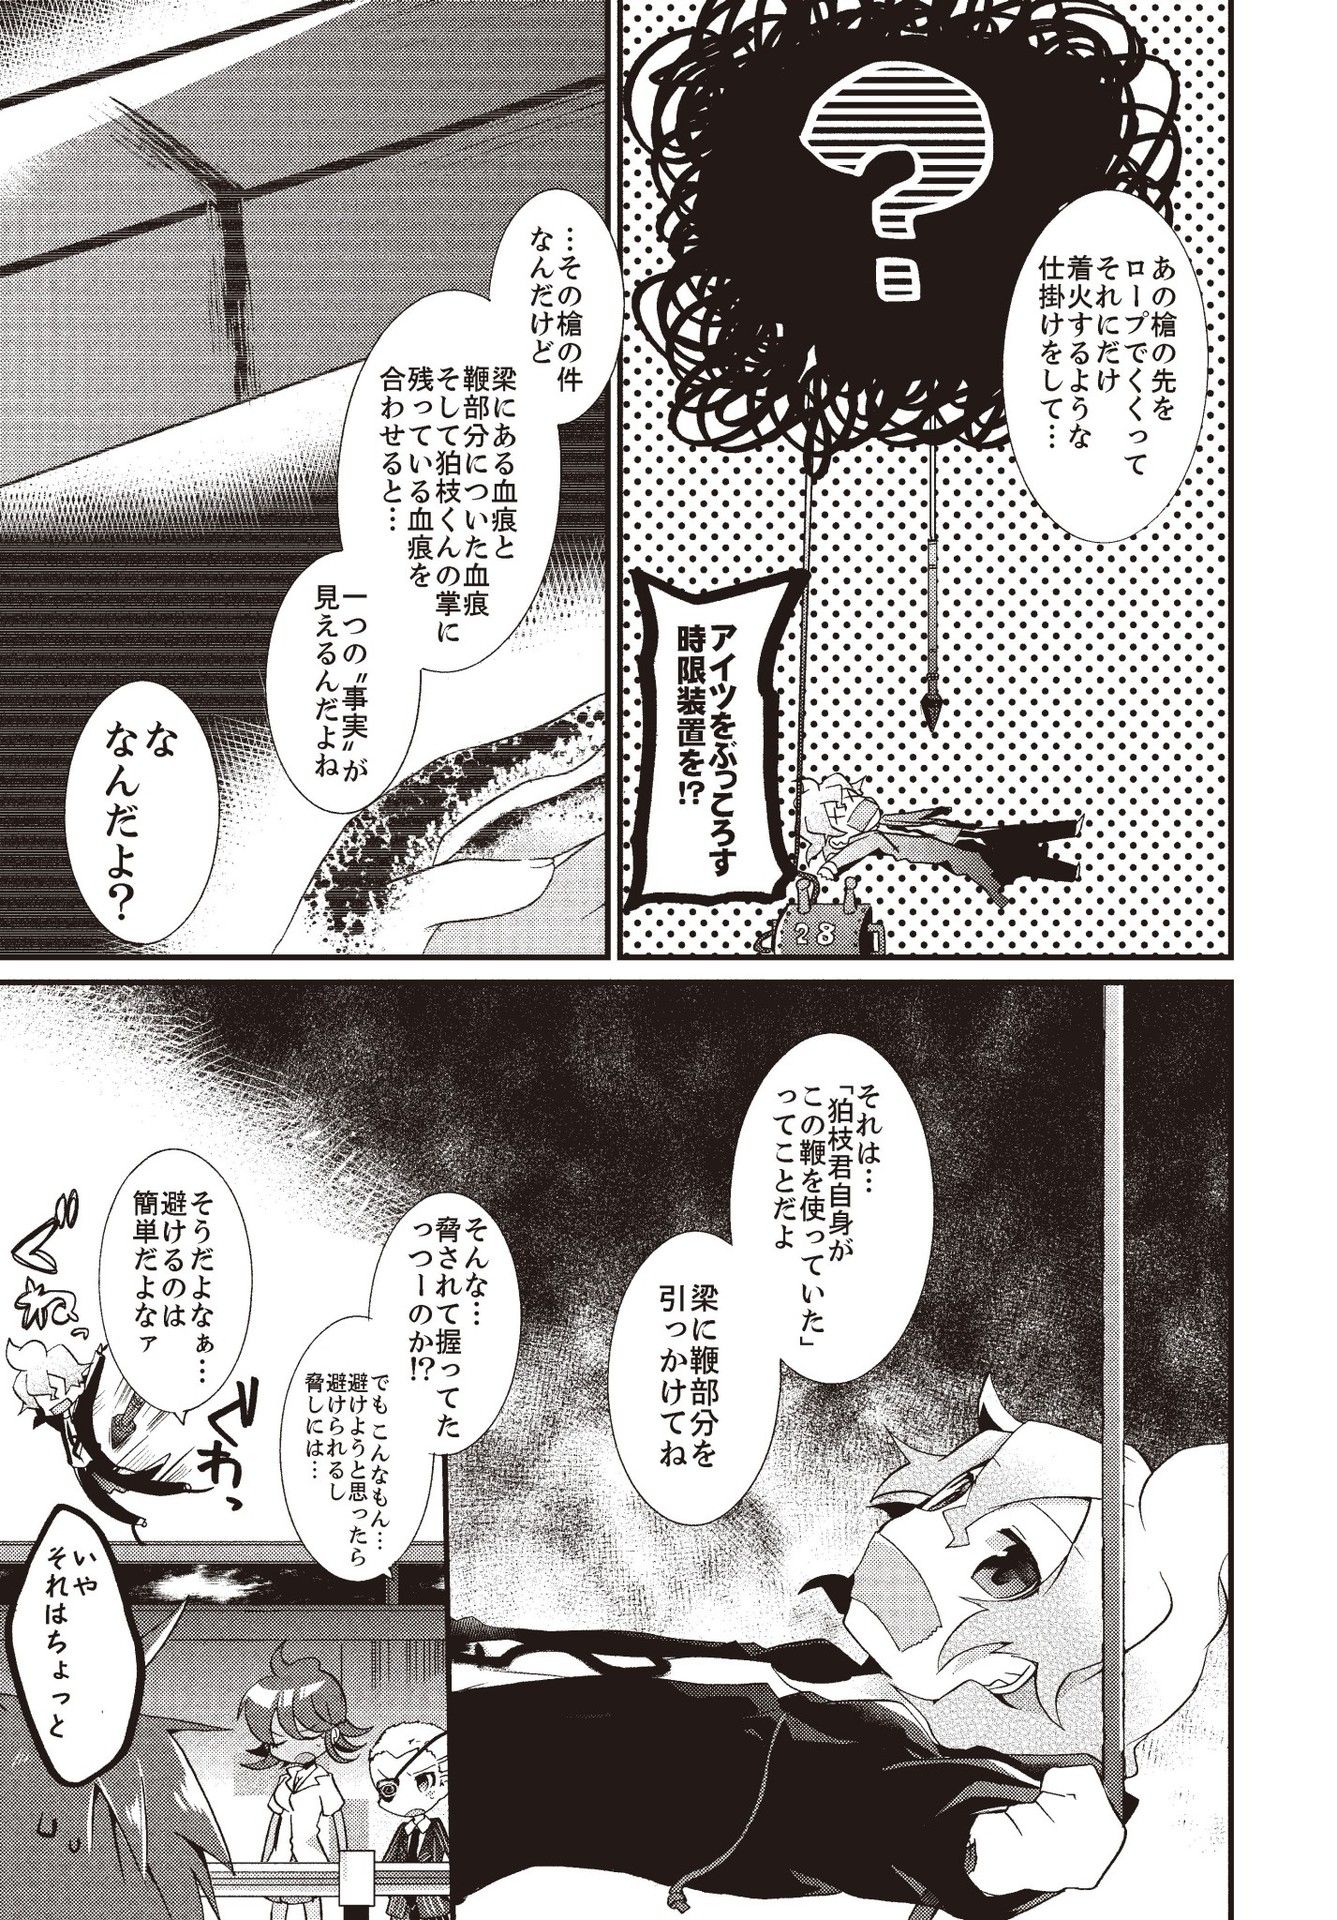 あの槍の先を
ロープでくくって
それにだけ
着火するような
仕掛けをして…
?
アイツをぶっころす
時限装置を!?
28
1
…その槍の件
なんだけど
梁にある血痕と
鞭部分についた血痕
そして狛枝くんの掌に
残っている血痕を
合わせると…
一つの〝事実〟が
見えるんだよね
な
なんだよ?
それは…
「狛枝君自身が
この鞭を使っていた」
ってことだよ
梁に鞭部分を
引っかけてね
そんな…
脅されて握ってた
っつーのか!?
でもこんなもん…
避けようと思ったら
避けられるし
脅しには…
そうだよなぁ…
避けるのは
簡単だよなァ
ぐねっ
ぐわっ
いや
それはちょっと